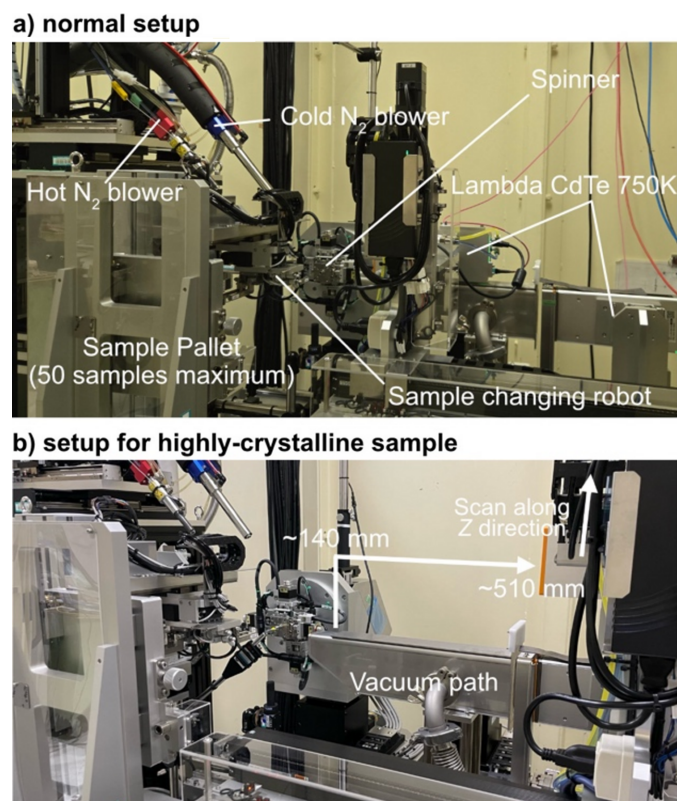 a) normal setup
Spinner
Cold N₂ blower
Hot N₂ blower
Lambda CdTe 750K
Sample Pallet
(50 samples maximum)
Sample changing robot
b) setup for highly-crystalline sample
Scan along
Z direction
~140 mm
~510 mm
Vacuum path